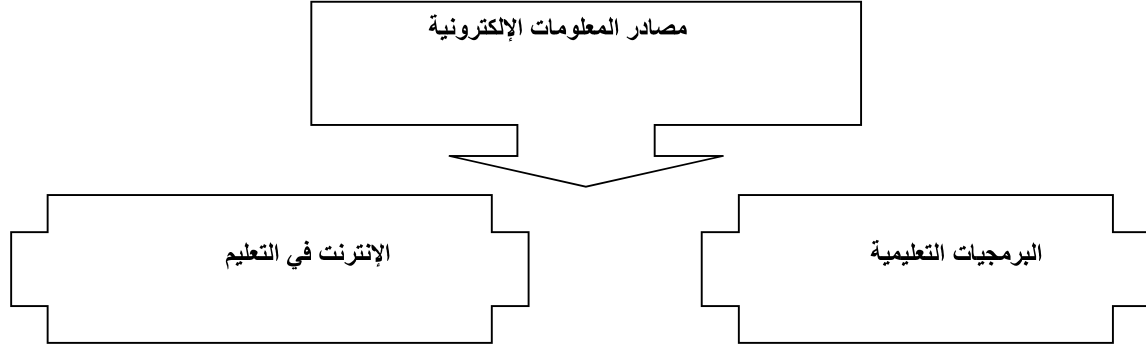 مصادر المعلومات الإلكترونية
البرمجيات التعليمية
الإنترنت في التعليم